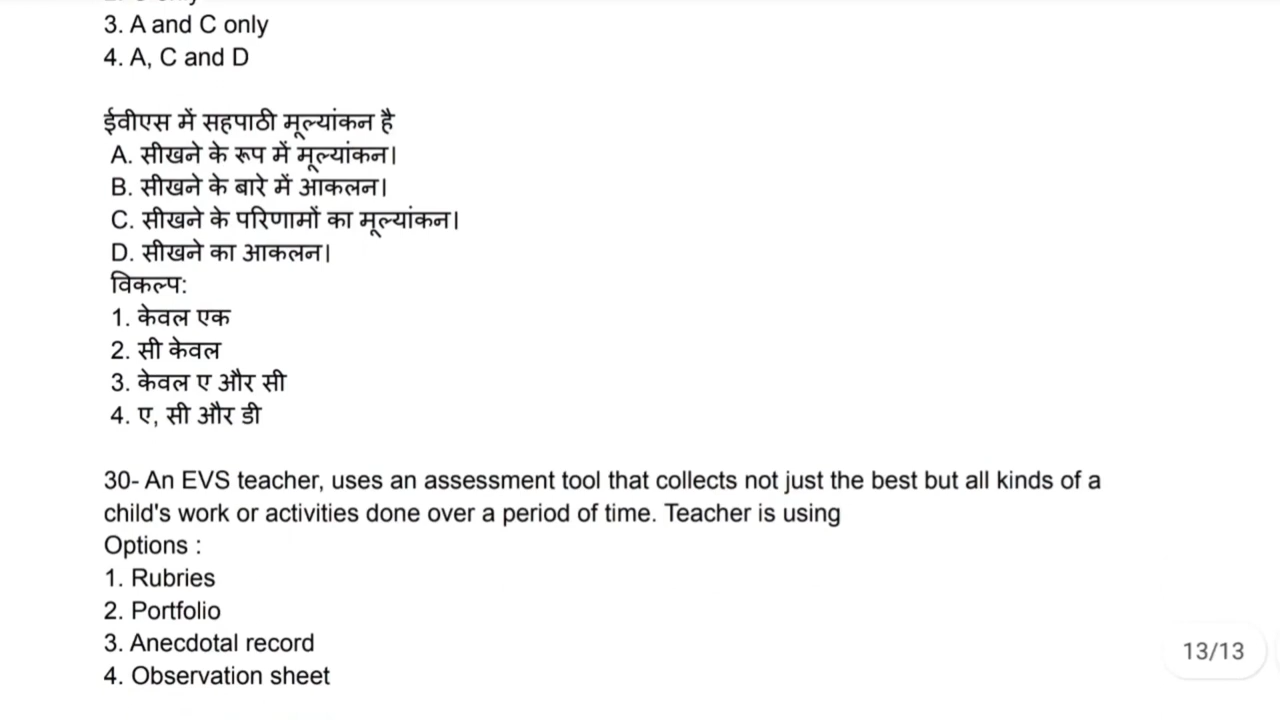 3. A and C only
4. A, C and D
ईवीएस में सहपाठी मूल्यांकन है
A. सीखने के रूप में मूल्यांकन।
B. सीखने के बारे में आकलन।
C. सीखने के परिणामों का मूल्यांकन।
D. सीखने का आकलन।
विकल्प:
1. केवल एक
2. सी केवल
3. केवल ए और सी
4. ए, सी और डी
30- An EVS teacher, uses an assessment tool that collects not just the best but all kinds of a
child's work or activities done over a period of time. Teacher is using
Options :
1. Rubries
2. Portfolio
3. Anecdotal record
4. Observation sheet
13/13